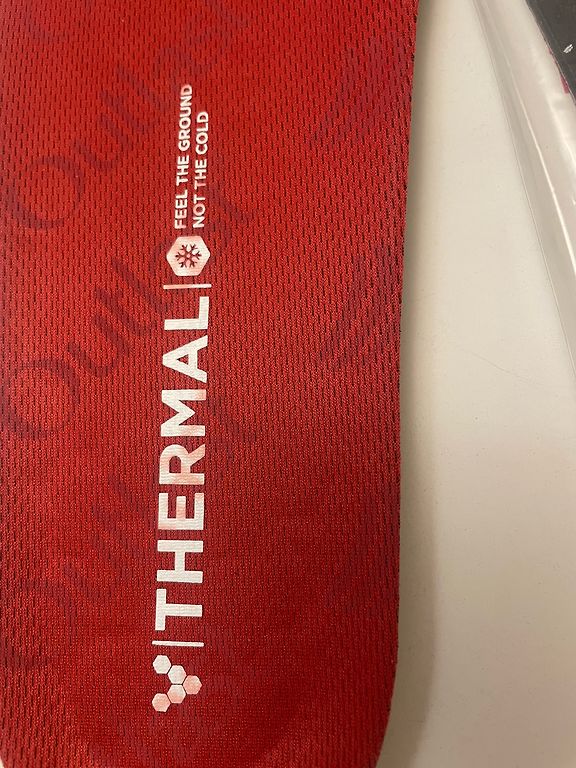 THERMAL
FEEL THE GROUND
NOT THE COLD